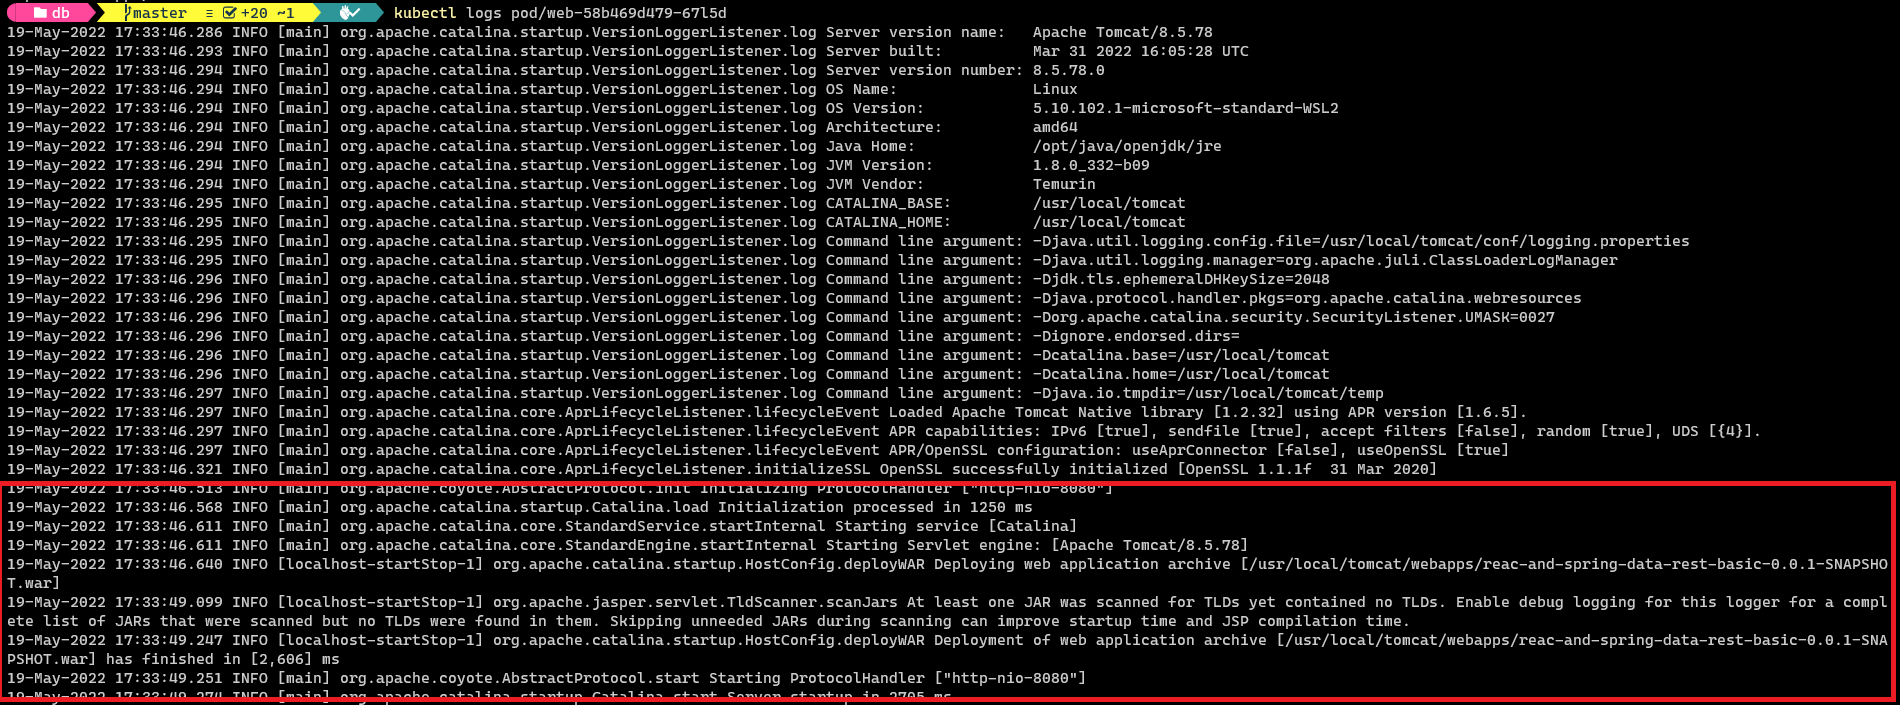 db master ≡ +20 ~1 kubectl logs pod/web-58b469d479-67l5d
19-May-2022 17:33:46.286 INFO [main] org.apache.catalina.startup.VersionLoggerListener.log Server version name:   Apache Tomcat/8.5.78
19-May-2022 17:33:46.293 INFO [main] org.apache.catalina.startup.VersionLoggerListener.log Server built:          Mar 31 2022 16:05:28 UTC
19-May-2022 17:33:46.294 INFO [main] org.apache.catalina.startup.VersionLoggerListener.log Server version number: 8.5.78.0
19-May-2022 17:33:46.294 INFO [main] org.apache.catalina.startup.VersionLoggerListener.log OS Name:               Linux
19-May-2022 17:33:46.294 INFO [main] org.apache.catalina.startup.VersionLoggerListener.log OS Version:            5.10.102.1-microsoft-standard-WSL2
19-May-2022 17:33:46.294 INFO [main] org.apache.catalina.startup.VersionLoggerListener.log Architecture:          amd64
19-May-2022 17:33:46.294 INFO [main] org.apache.catalina.startup.VersionLoggerListener.log Java Home:             /opt/java/openjdk/jre
19-May-2022 17:33:46.294 INFO [main] org.apache.catalina.startup.VersionLoggerListener.log JVM Version:           1.8.0_332-b09
19-May-2022 17:33:46.294 INFO [main] org.apache.catalina.startup.VersionLoggerListener.log JVM Vendor:            Temurin
19-May-2022 17:33:46.295 INFO [main] org.apache.catalina.startup.VersionLoggerListener.log CATALINA_BASE:         /usr/local/tomcat
19-May-2022 17:33:46.295 INFO [main] org.apache.catalina.startup.VersionLoggerListener.log CATALINA_HOME:         /usr/local/tomcat
19-May-2022 17:33:46.295 INFO [main] org.apache.catalina.startup.VersionLoggerListener.log Command line argument: -Djava.util.logging.config.file=/usr/local/tomcat/conf/logging.properties
19-May-2022 17:33:46.295 INFO [main] org.apache.catalina.startup.VersionLoggerListener.log Command line argument: -Djava.util.logging.manager=org.apache.juli.ClassLoaderLogManager
19-May-2022 17:33:46.296 INFO [main] org.apache.catalina.startup.VersionLoggerListener.log Command line argument: -Djdk.tls.ephemeralDHKeySize=2048
19-May-2022 17:33:46.296 INFO [main] org.apache.catalina.startup.VersionLoggerListener.log Command line argument: -Djava.protocol.handler.pkgs=org.apache.catalina.webresources
19-May-2022 17:33:46.296 INFO [main] org.apache.catalina.startup.VersionLoggerListener.log Command line argument: -Dorg.apache.catalina.security.SecurityListener.UMASK=0027
19-May-2022 17:33:46.296 INFO [main] org.apache.catalina.startup.VersionLoggerListener.log Command line argument: -Dignore.endorsed.dirs=
19-May-2022 17:33:46.296 INFO [main] org.apache.catalina.startup.VersionLoggerListener.log Command line argument: -Dcatalina.base=/usr/local/tomcat
19-May-2022 17:33:46.296 INFO [main] org.apache.catalina.startup.VersionLoggerListener.log Command line argument: -Dcatalina.home=/usr/local/tomcat
19-May-2022 17:33:46.297 INFO [main] org.apache.catalina.startup.VersionLoggerListener.log Command line argument: -Djava.io.tmpdir=/usr/local/tomcat/temp
19-May-2022 17:33:46.297 INFO [main] org.apache.catalina.core.AprLifecycleListener.lifecycleEvent Loaded Apache Tomcat Native library [1.2.32] using APR version [1.6.5].
19-May-2022 17:33:46.297 INFO [main] org.apache.catalina.core.AprLifecycleListener.lifecycleEvent APR capabilities: IPv6 [true], sendfile [true], accept filters [false], random [true], UDS [{4}].
19-May-2022 17:33:46.297 INFO [main] org.apache.catalina.core.AprLifecycleListener.lifecycleEvent APR/OpenSSL configuration: useAprConnector [false], useOpenSSL [true]
19-May-2022 17:33:46.321 INFO [main] org.apache.catalina.core.AprLifecycleListener.initializeSSL OpenSSL successfully initialized [OpenSSL 1.1.1f  31 Mar 2020]
19-May-2022 17:33:46.513 INFO [main] org.apache.coyote.AbstractProtocol.init Initializing ProtocolHandler ["http-nio-8080"]
19-May-2022 17:33:46.568 INFO [main] org.apache.catalina.startup.Catalina.load Initialization processed in 1250 ms
19-May-2022 17:33:46.611 INFO [main] org.apache.catalina.core.StandardService.startInternal Starting service [Catalina]
19-May-2022 17:33:46.611 INFO [main] org.apache.catalina.core.StandardEngine.startInternal Starting Servlet engine: [Apache Tomcat/8.5.78]
19-May-2022 17:33:46.640 INFO [localhost-startStop-1] org.apache.catalina.startup.HostConfig.deployWAR Deploying web application archive [/usr/local/tomcat/webapps/reac-and-spring-data-rest-basic-0.0.1-SNAPSHO
T.war]
19-May-2022 17:33:49.099 INFO [localhost-startStop-1] org.apache.jasper.servlet.TldScanner.scanJars At least one JAR was scanned for TLDs yet contained no TLDs. Enable debug logging for this logger for a compl
ete list of JARs that were scanned but no TLDs were found in them. Skipping unneeded JARs during scanning can improve startup time and JSP compilation time.
19-May-2022 17:33:49.247 INFO [localhost-startStop-1] org.apache.catalina.startup.HostConfig.deployWAR Deployment of web application archive [/usr/local/tomcat/webapps/reac-and-spring-data-rest-basic-0.0.1-SNA
PSHOT.war] has finished in [2,606] ms
19-May-2022 17:33:49.251 INFO [main] org.apache.coyote.AbstractProtocol.start Starting ProtocolHandler ["http-nio-8080"]
19-May-2022 17:33:49.274 INFO [main] org.apache.catalina.startup.Catalina.start Server startup in 2705 ms